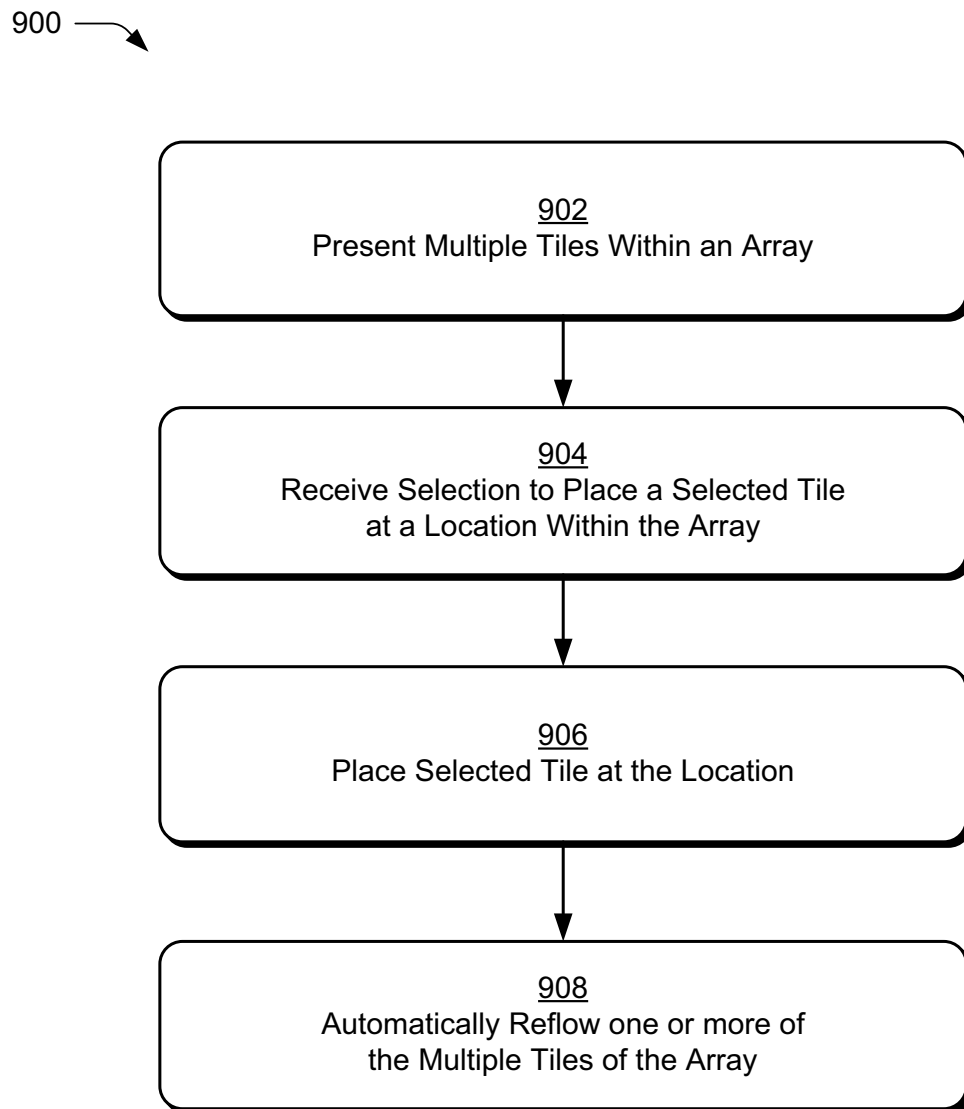 900
902
Present Multiple Tiles Within an Array
904
Receive Selection to Place a Selected Tile
at a Location Within the Array
906
Place Selected Tile at the Location
908
Automatically Reflow one or more of
the Multiple Tiles of the Array